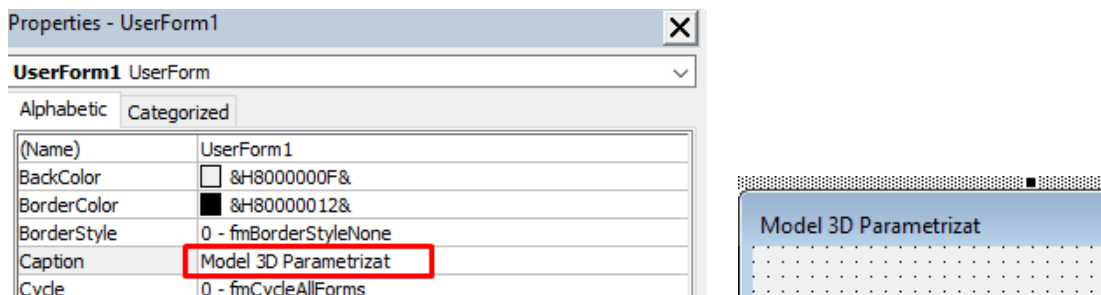 Properties - UserForm1
UserForm1 UserForm
Alphabetic Categorized
(Name) UserForm1
BackColor &H8000000F&
BorderColor &H80000012&
BorderStyle 0 - fmBorderStyleNone
Caption Model 3D Parametrizat
Cycle 0 - fmCycleAllForms
Model 3D Parametrizat